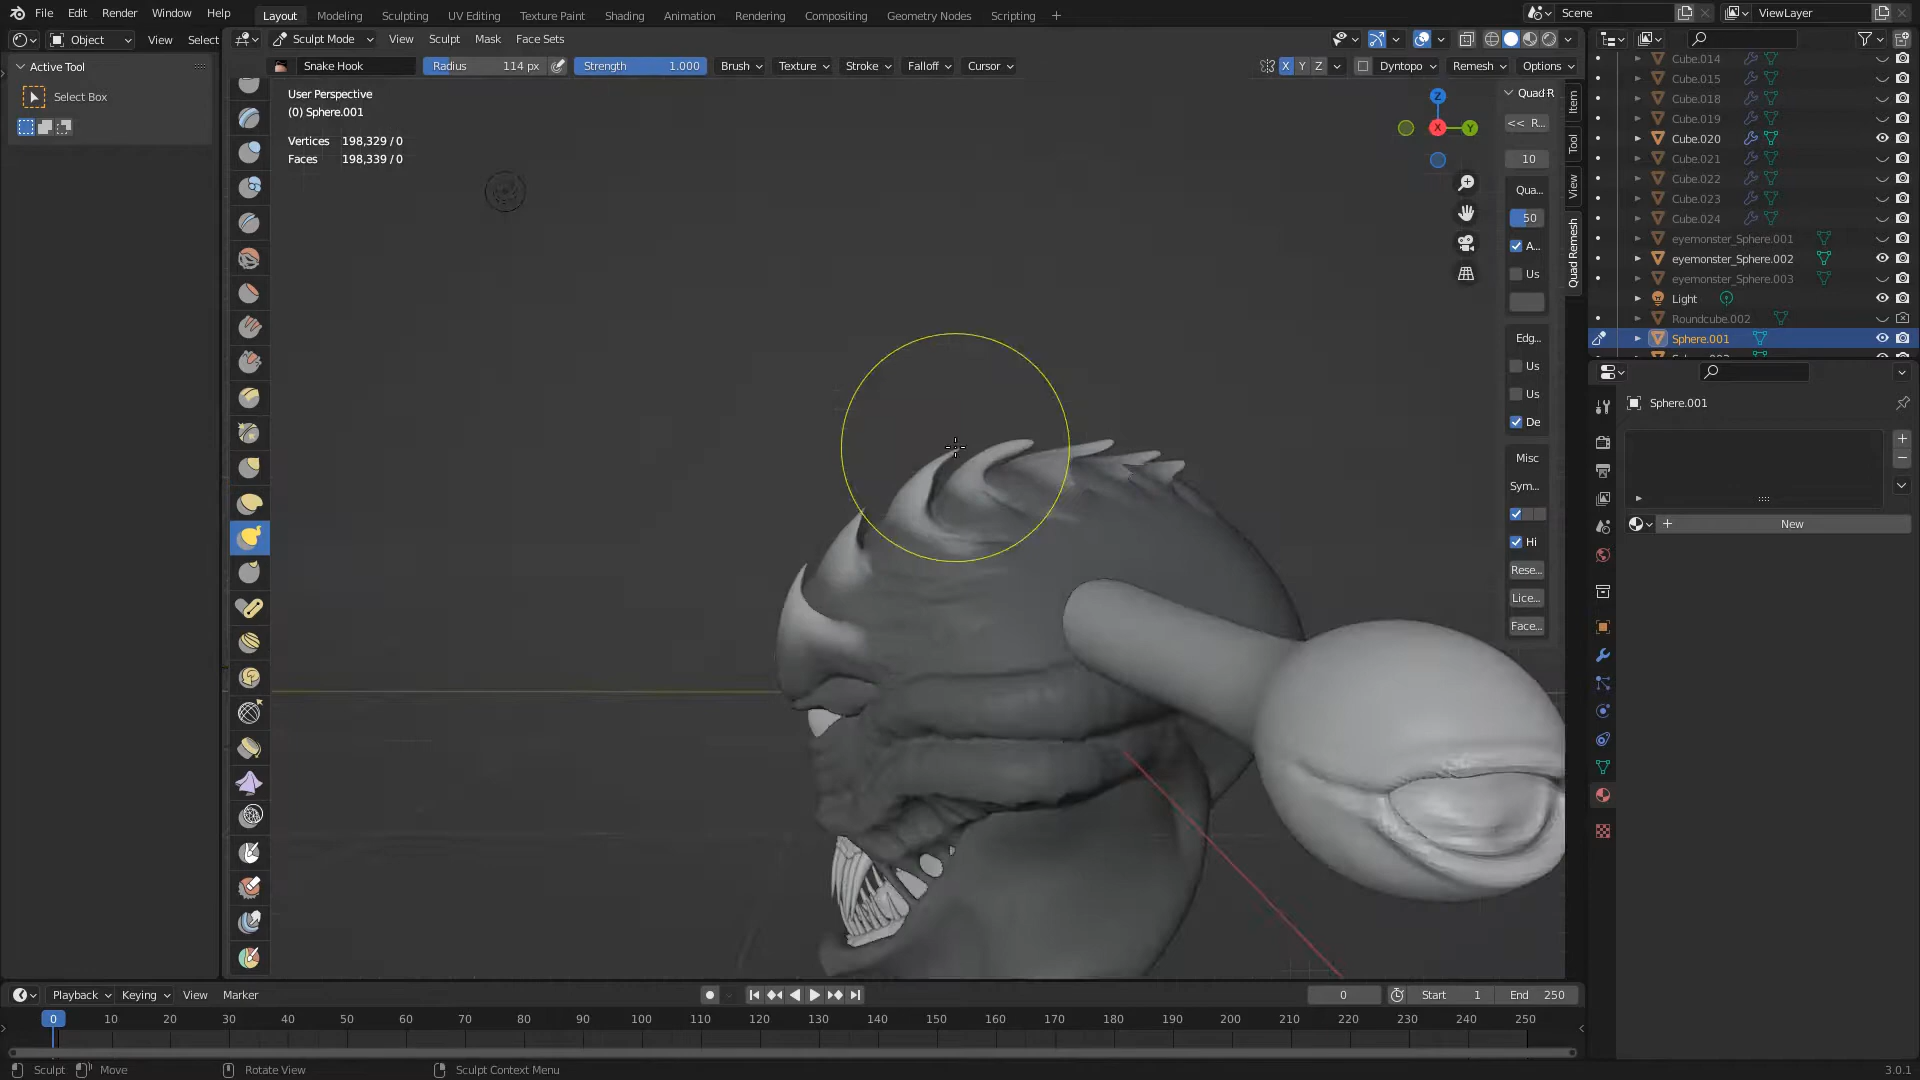 File Edit Render Window Help Layout Modeling Sculpting UV Editing Texture Paint Shading Animation Rendering Compositing Geometry Nodes Scripting + Scene ViewLayer
Object View Select Sculpt Mode View Sculpt Mask Face Sets
Snake Hook Radius 114 px Strength 1.000 Brush Texture Stroke Falloff Cursor X Y Z Dyntopo Remesh Options
Active Tool
Select Box
User Perspective
(0) Sphere.001
Vertices 198,329 / 0
Faces 198,339 / 0
Z
X
Y
Quad R
<< R...
10
Qua...
50
A...
Us
Edg...
Us
Us
De
Misc
Sym...
Hi
Rese...
Lice...
Face...
Item
Tool
View
Quad Remesh
Cube.014
Cube.015
Cube.018
Cube.019
Cube.020
Cube.021
Cube.022
Cube.023
Cube.024
eyemonster_Sphere.001
eyemonster_Sphere.002
eyemonster_Sphere.003
Light
Roundcube.002
Sphere.001
Sphere.001
+ New
Playback Keying View Marker 0 Start 1 End 250
0 10 20 30 40 50 60 70 80 90 100 110 120 130 140 150 160 170 180 190 200 210 220 230 240 250
Sculpt Move Rotate View Sculpt Context Menu 3.0.1